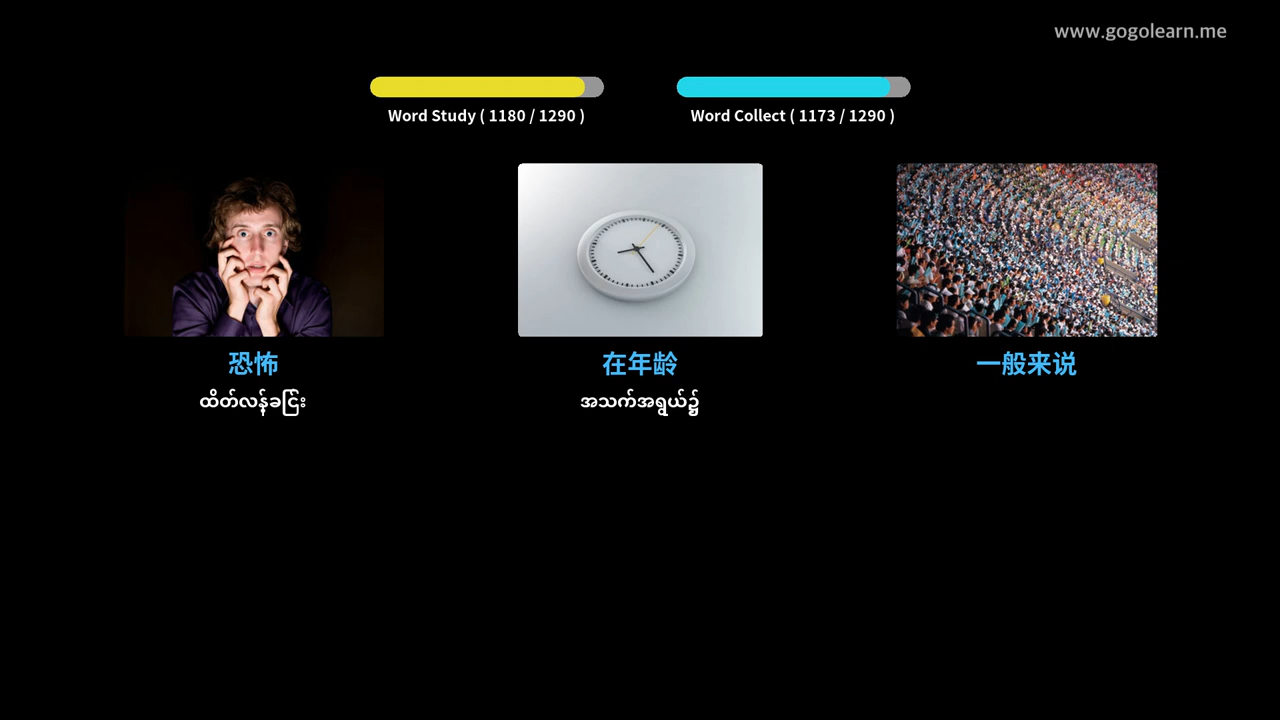 www.gogolearn.me
Word Study ( 1180 / 1290 )
Word Collect ( 1173 / 1290 )
恐怖
ထိတ်လန့်ခြင်း
在年龄
အသက်အရွယ်၌
一般来说